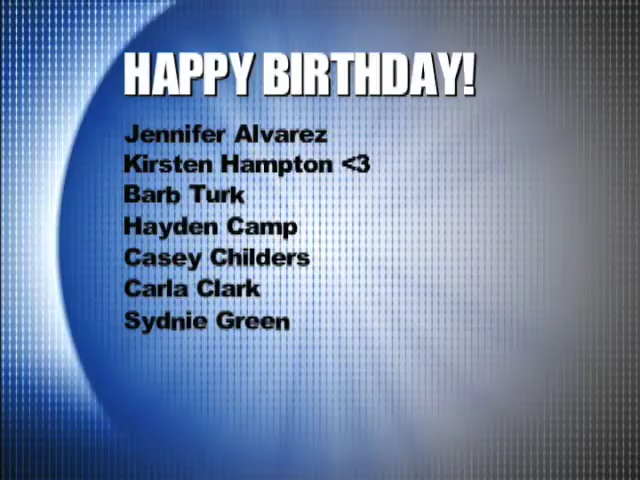 HAPPY BIRTHDAY!
Jennifer Alvarez
Kirsten Hampton <3
Barb Turk
Hayden Camp
Casey Childers
Carla Clark
Sydnie Green